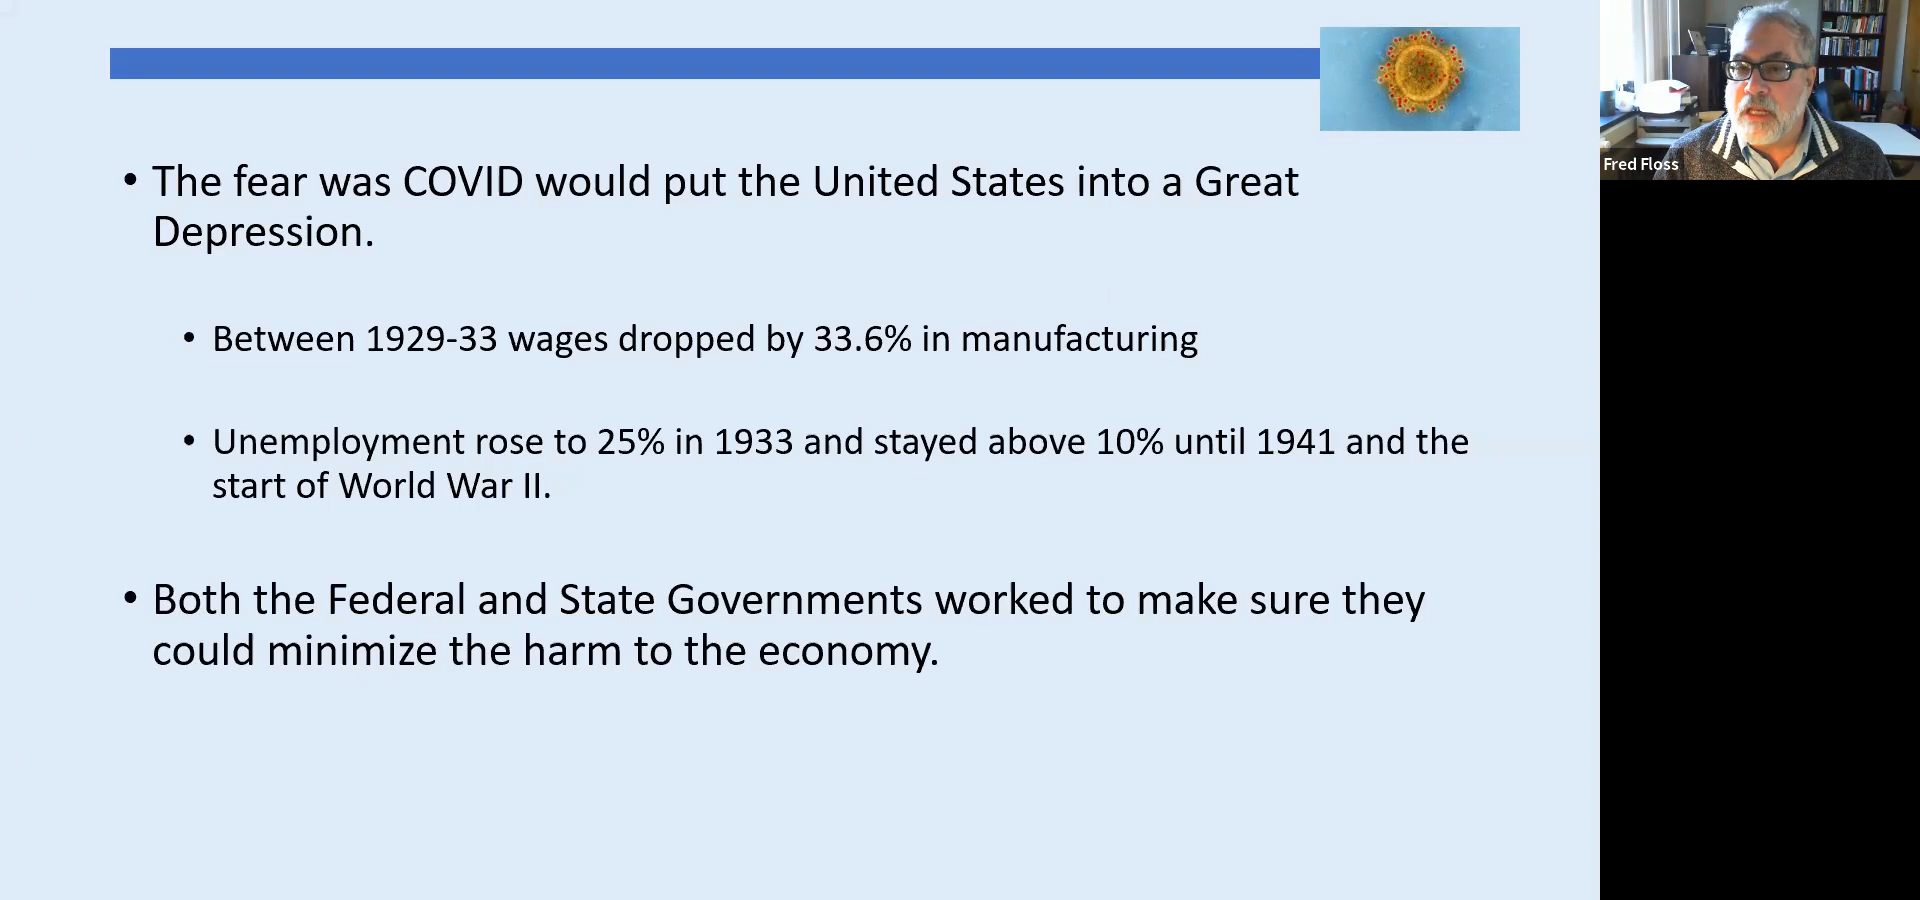 • The fear was COVID would put the United States into a Great
Depression.
• Between 1929-33 wages dropped by 33.6% in manufacturing
• Unemployment rose to 25% in 1933 and stayed above 10% until 1941 and the
start of World War II.
• Both the Federal and State Governments worked to make sure they
could minimize the harm to the economy.
Fred Floss